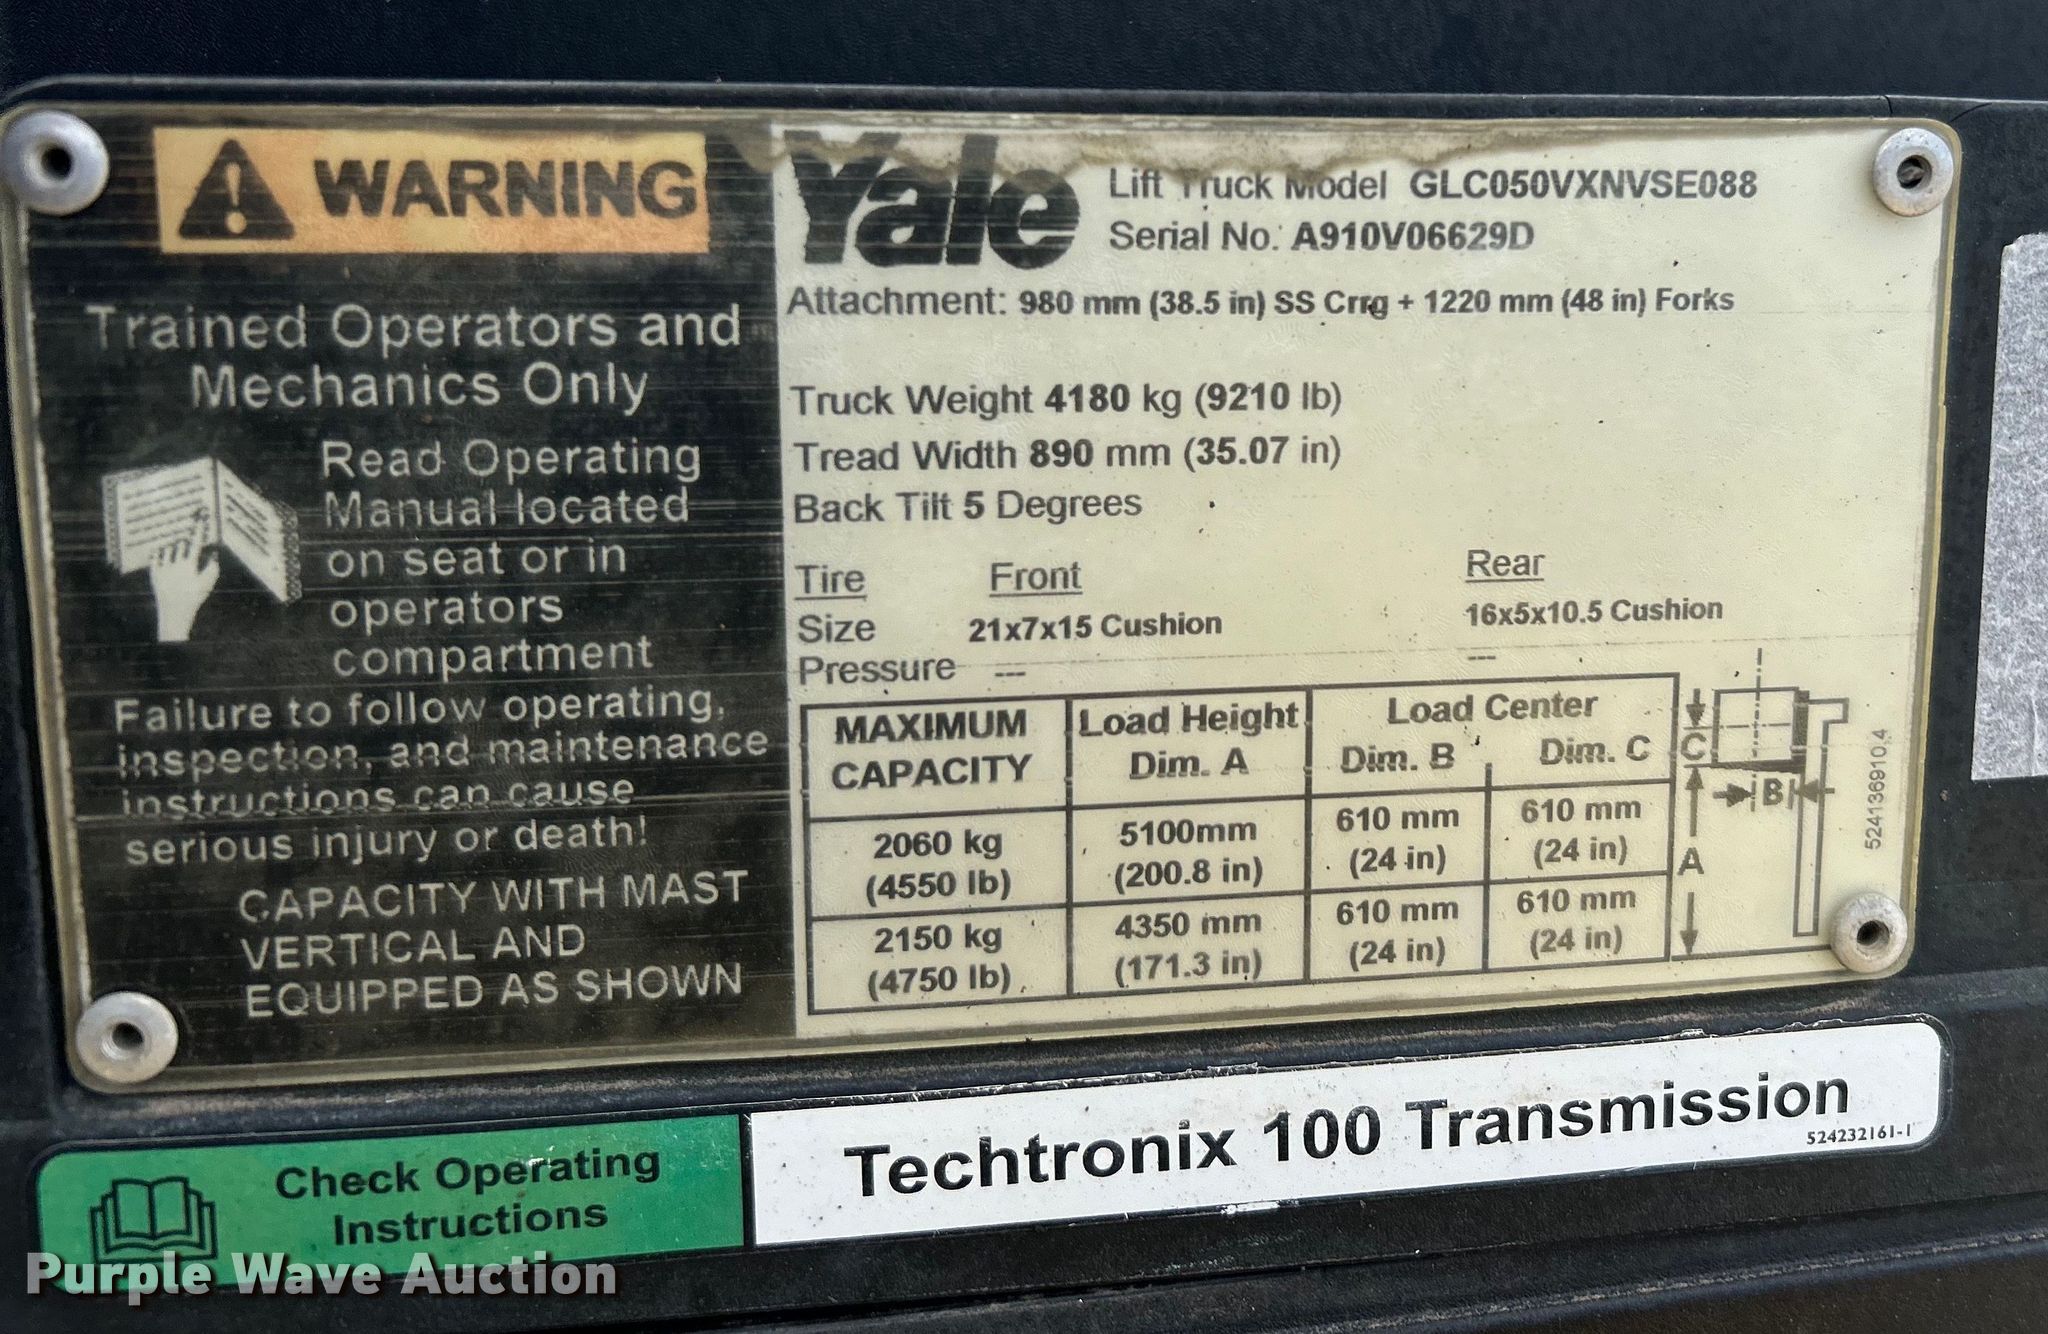 WARNING
Trained Operators and
Mechanics Only
Read Operating
Manual located
on seat or in
operators
compartment
Failure to follow operating,
inspection, and maintenance
instructions can cause
serious injury or death!
CAPACITY WITH MAST
VERTICAL AND
EQUIPPED AS SHOWN
Yale
Lift Truck Model GLC050VXNVSE088
Serial No. A910V06629D
Attachment: 980 mm (38.5 in) SS Crrg + 1220 mm (48 in) Forks
Truck Weight 4180 kg (9210 lb)
Tread Width 890 mm (35.07 in)
Back Tilt 5 Degrees
Tire Front Rear
Size 21x7x15 Cushion 16x5x10.5 Cushion
Pressure --- ---
MAXIMUM Load Height Load Center
CAPACITY Dim. A Dim. B Dim. C
2060 kg 5100mm 610 mm 610 mm
(4550 lb) (200.8 in) (24 in) (24 in)
2150 kg 4350 mm 610 mm 610 mm
(4750 lb) (171.3 in) (24 in) (24 in)
C
B
A
524136910,4
Check Operating
Instructions
Techtronix 100 Transmission
524232161-1
Purple Wave Auction